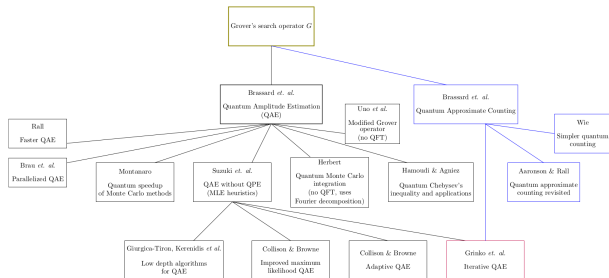 Grover's search operator G
Brassard et. al.
Quantum Amplitude Estimation
(QAE)
Brassard et. al.
Quantum Approximate Counting
Uno et al.
Modified Grover
operator
(no QFT)
Rall
Faster QAE
Wie
Simpler quantum
counting
Brau et. al.
Parallelized QAE
Montanaro
Quantum speedup
of Monte Carlo methods
Suzuki et. al.
QAE without QPE
(MLE heuristics)
Herbert
Quantum Monte Carlo
integration
(no QFT, uses
Fourier decomposition)
Hamoudi & Agniez
Quantum Chebysev's
inequality and applications
Aaronson & Rall
Quantum approximate
counting revisited
Giurgica-Tiron, Kerenidis et al.
Low depth algorithms
for QAE
Collison & Browne
Improved maximum
likelihood QAE
Collison & Browne
Adaptive QAE
Grinko et. al.
Iterative QAE